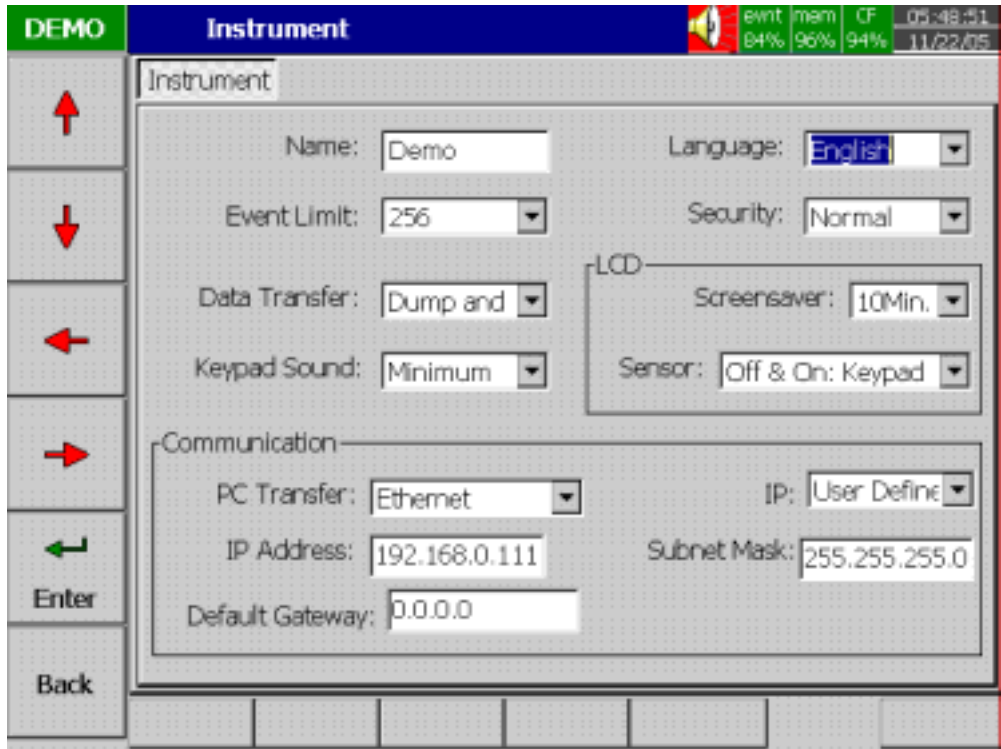 DEMO Instrument evnt mem CF 05:48:51
84% 96% 94% 11/22/05
Instrument
Name: Demo Language: English
Event Limit: 256 Security: Normal
LCD
Data Transfer: Dump and Screensaver: 10Min.
Keypad Sound: Minimum Sensor: Off & On: Keypad
Communication
PC Transfer: Ethernet IP: User Define
IP Address: 192.168.0.111 Subnet Mask: 255.255.255.0
Default Gateway: 0.0.0.0
Enter
Back